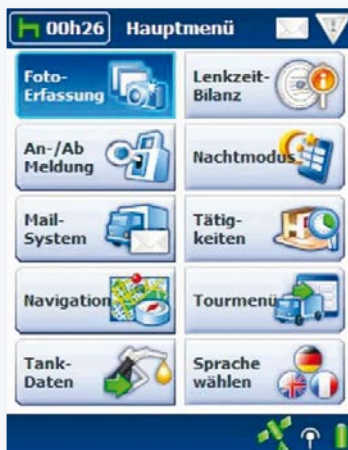 00h26 Hauptmenü
Foto-
Erfassung
Lenkzeit-
Bilanz
An-/Ab
Meldung
Nachtmodus
Mail-
System
Tätig-
keiten
Navigation
Tourmenü
Tank-
Daten
Sprache
wählen